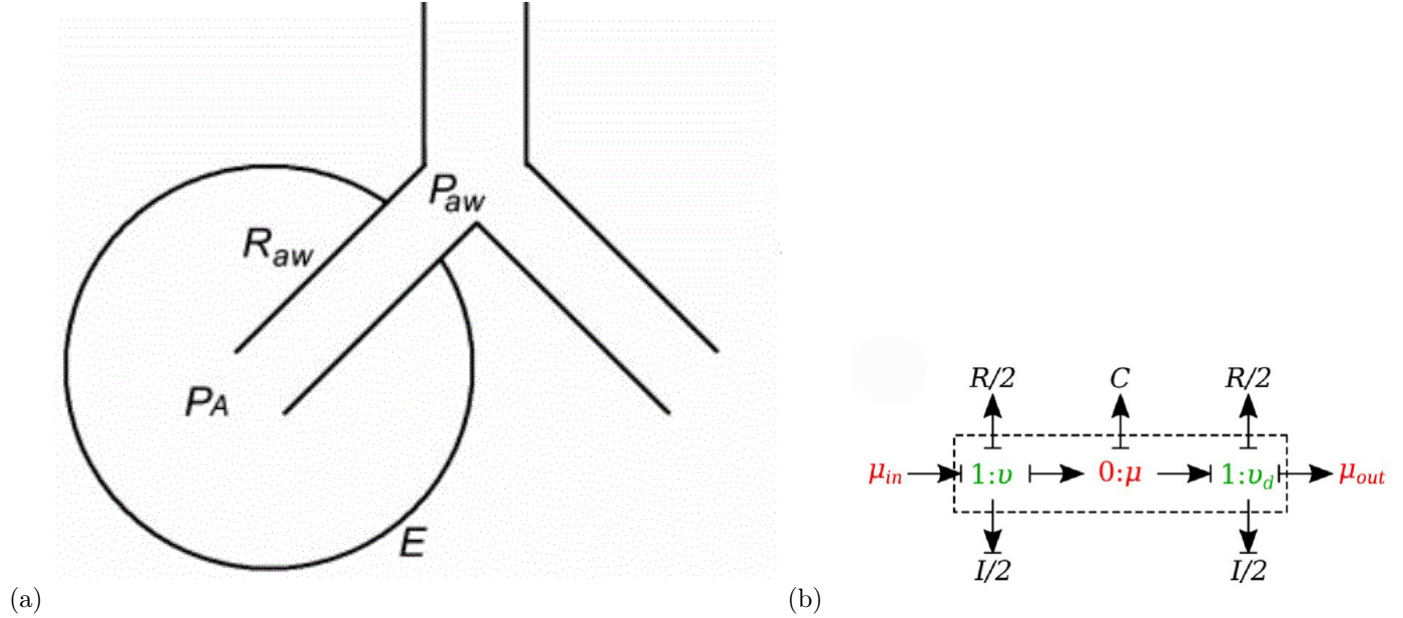 P_aw
R_aw
P_A
E
(a)
R/2 C R/2
μ_in 1:υ 0:μ 1:υ_d μ_out
I/2 I/2
(b)